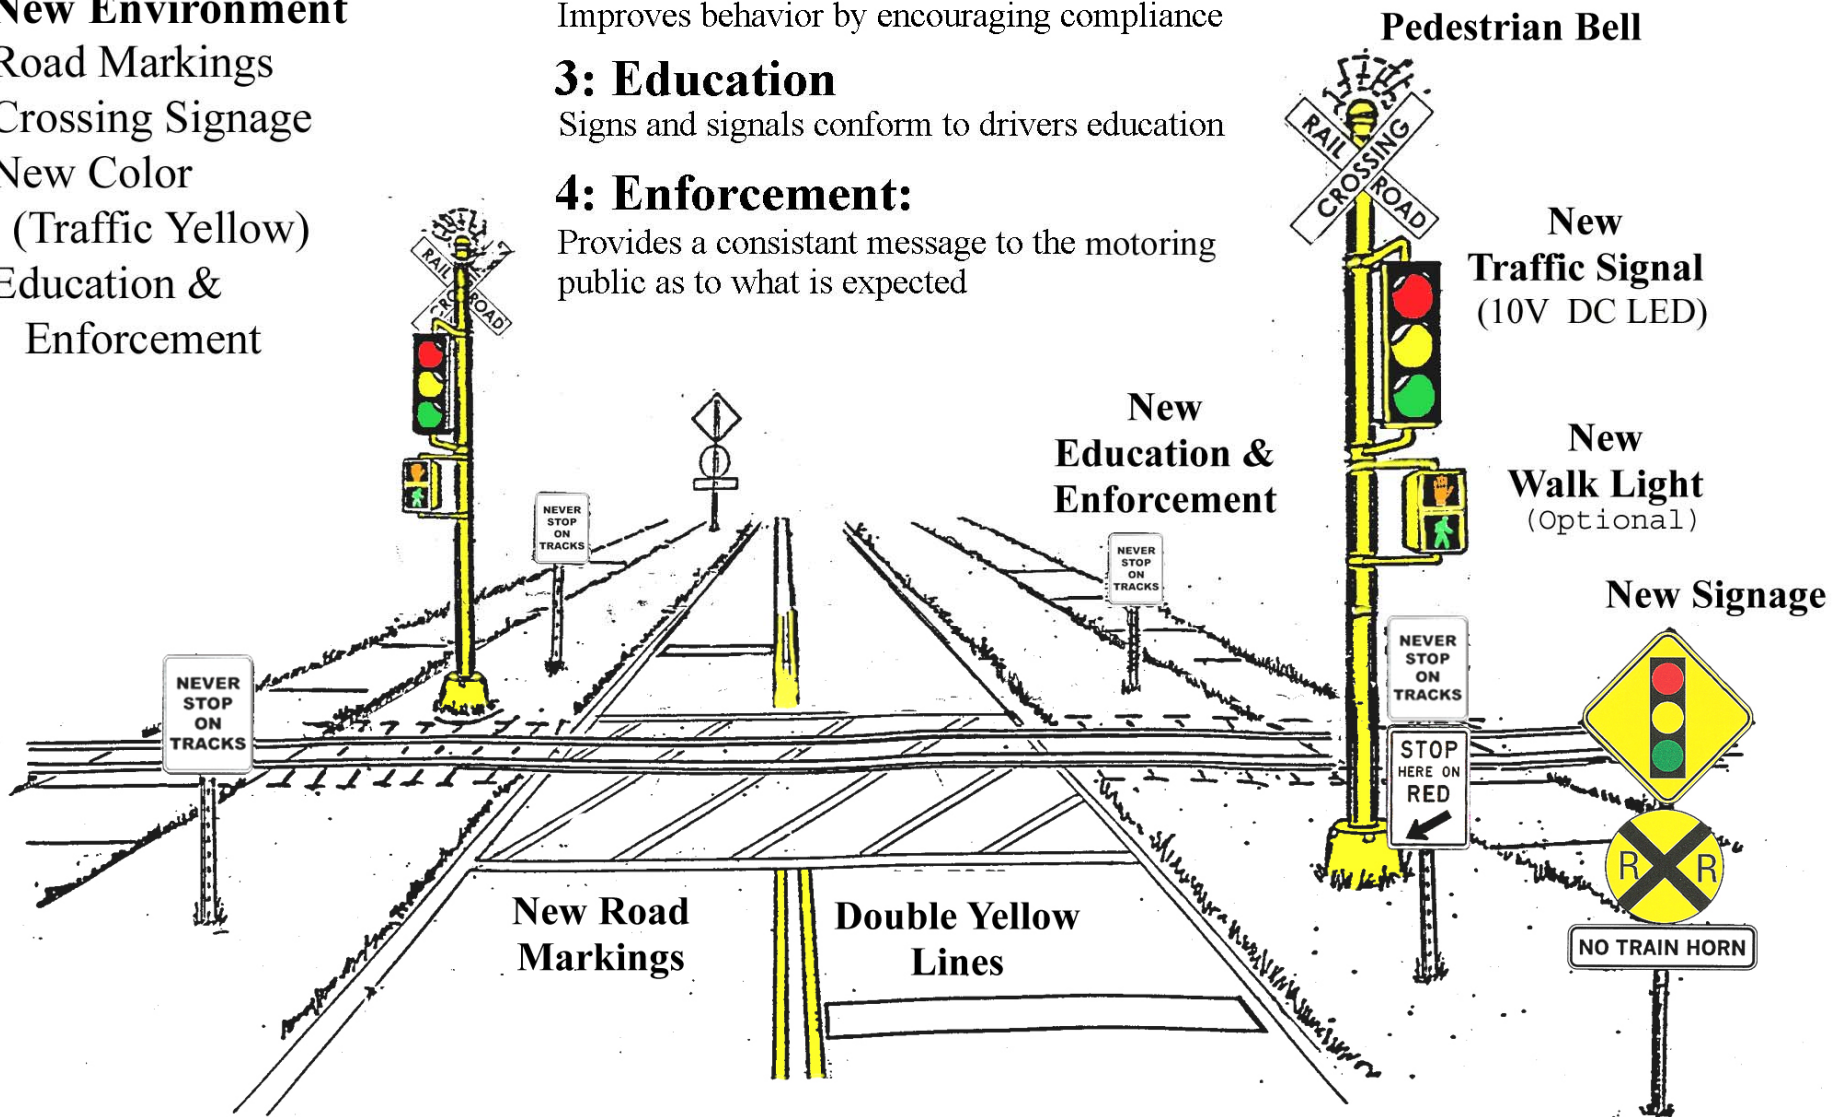 New Environment
Road Markings
Crossing Signage
New Color
(Traffic Yellow)
Education &
Enforcement
Improves behavior by encouraging compliance
3: Education
Signs and signals conform to drivers education
4: Enforcement:
Provides a consistant message to the motoring
public as to what is expected
Pedestrian Bell
RAIL ROAD
CROSSING
New
Traffic Signal
(10V DC LED)
RAIL ROAD
New
Education &
Enforcement
New
Walk Light
(Optional)
NEVER
STOP
ON
TRACKS
NEVER
STOP
ON
TRACKS
New Signage
NEVER
STOP
ON
TRACKS
NEVER
STOP
ON
TRACKS
STOP
HERE ON
RED
R R
NO TRAIN HORN
New Road
Markings
Double Yellow
Lines